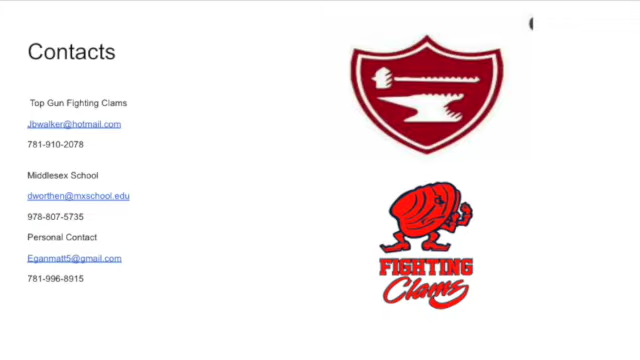 Contacts
Top Gun Fighting Clams
Jbwalker@hotmail.com
781-910-2078
Middlesex School
dworthen@mxschool.edu
978-807-5735
Personal Contact
Eganmatt5@gmail.com
781-996-8915
FIGHTING
Clams